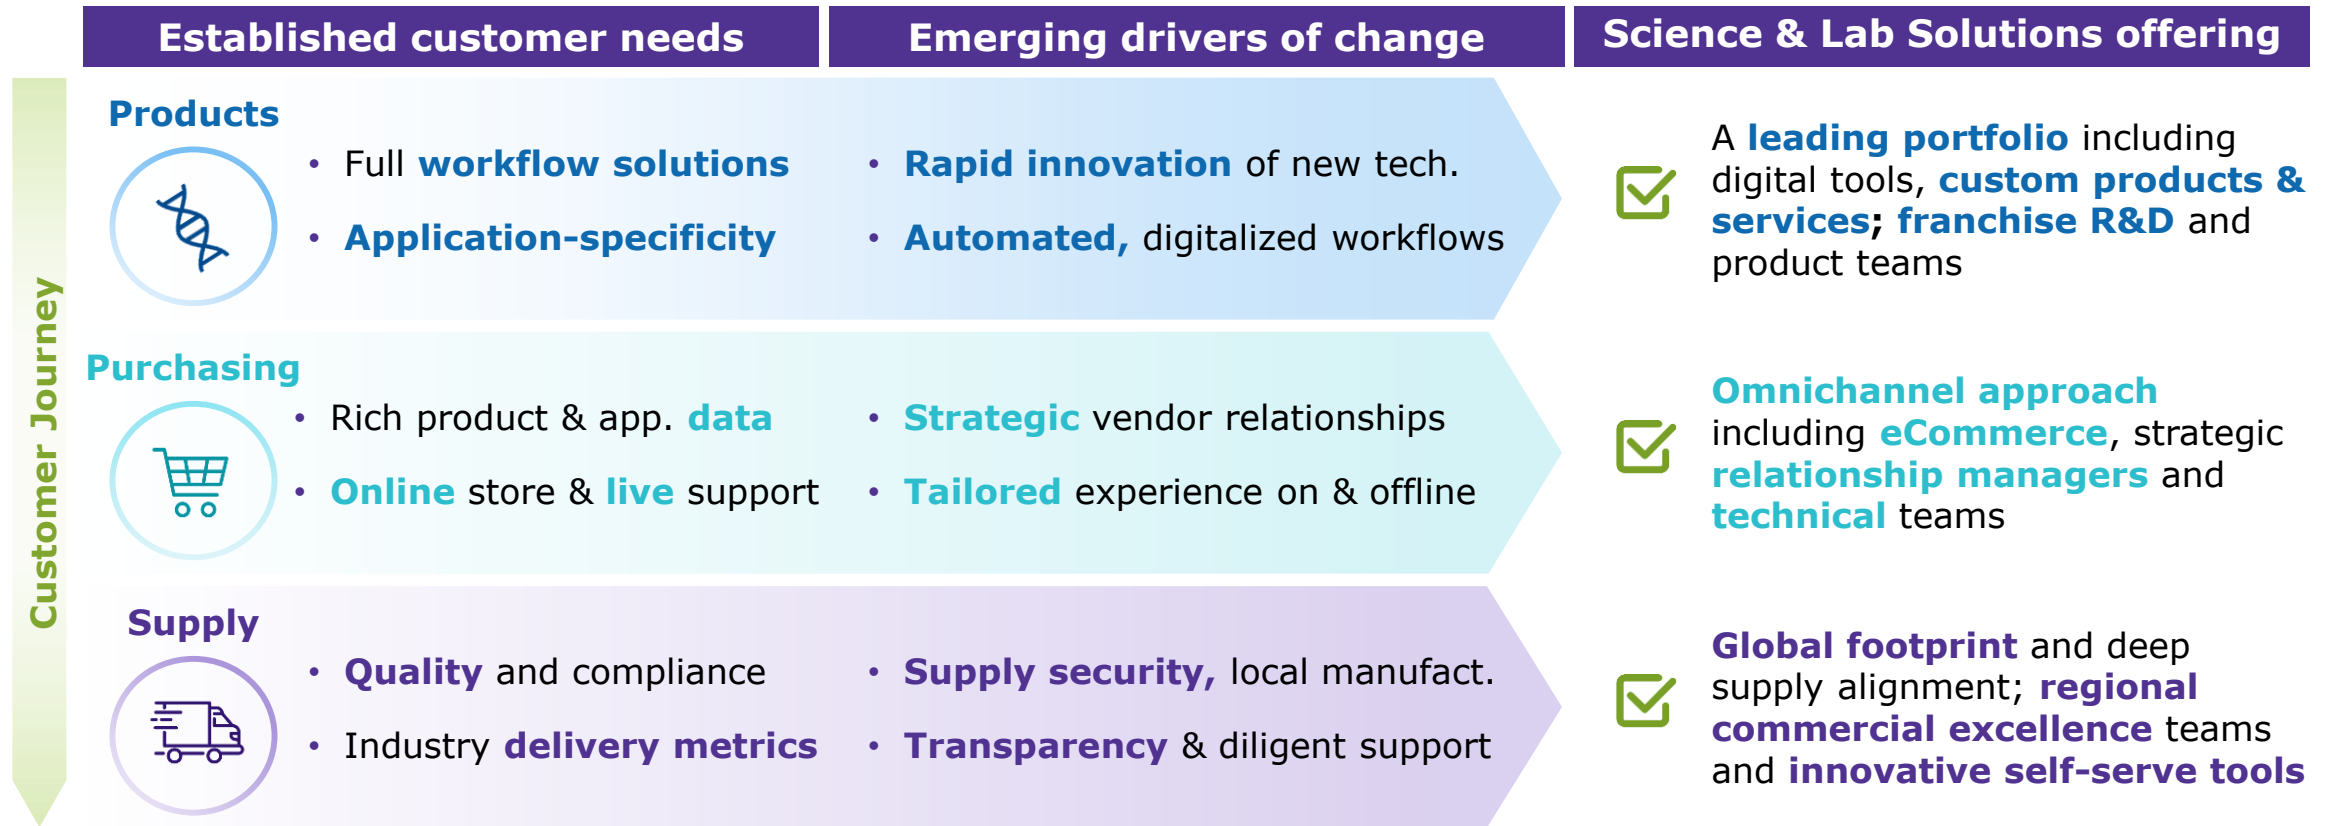 Established customer needs
Emerging drivers of change
Science & Lab Solutions offering
Customer Journey
Products
• Full workflow solutions
• Application-specificity
• Rapid innovation of new tech.
• Automated, digitalized workflows
A leading portfolio including
digital tools, custom products &
services; franchise R&D and
product teams
Purchasing
• Rich product & app. data
• Online store & live support
• Strategic vendor relationships
• Tailored experience on & offline
Omnichannel approach
including eCommerce, strategic
relationship managers and
technical teams
Supply
• Quality and compliance
• Industry delivery metrics
• Supply security, local manufact.
• Transparency & diligent support
Global footprint and deep
supply alignment; regional
commercial excellence teams
and innovative self-serve tools